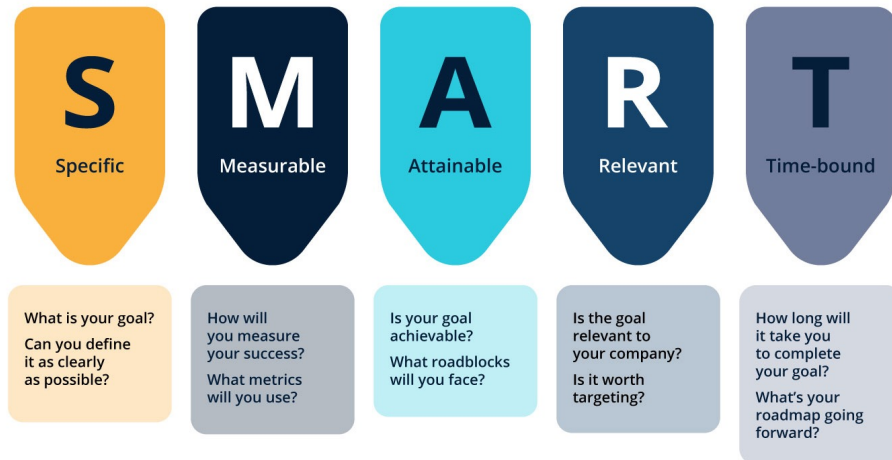 S
Specific
M
Measurable
A
Attainable
R
Relevant
T
Time-bound
What is your goal?
Can you define
it as clearly
as possible?
How will
you measure
your success?
What metrics
will you use?
Is your goal
achievable?
What roadblocks
will you face?
Is the goal
relevant to
your company?
Is it worth
targeting?
How long will
it take you
to complete
your goal?
What's your
roadmap going
forward?